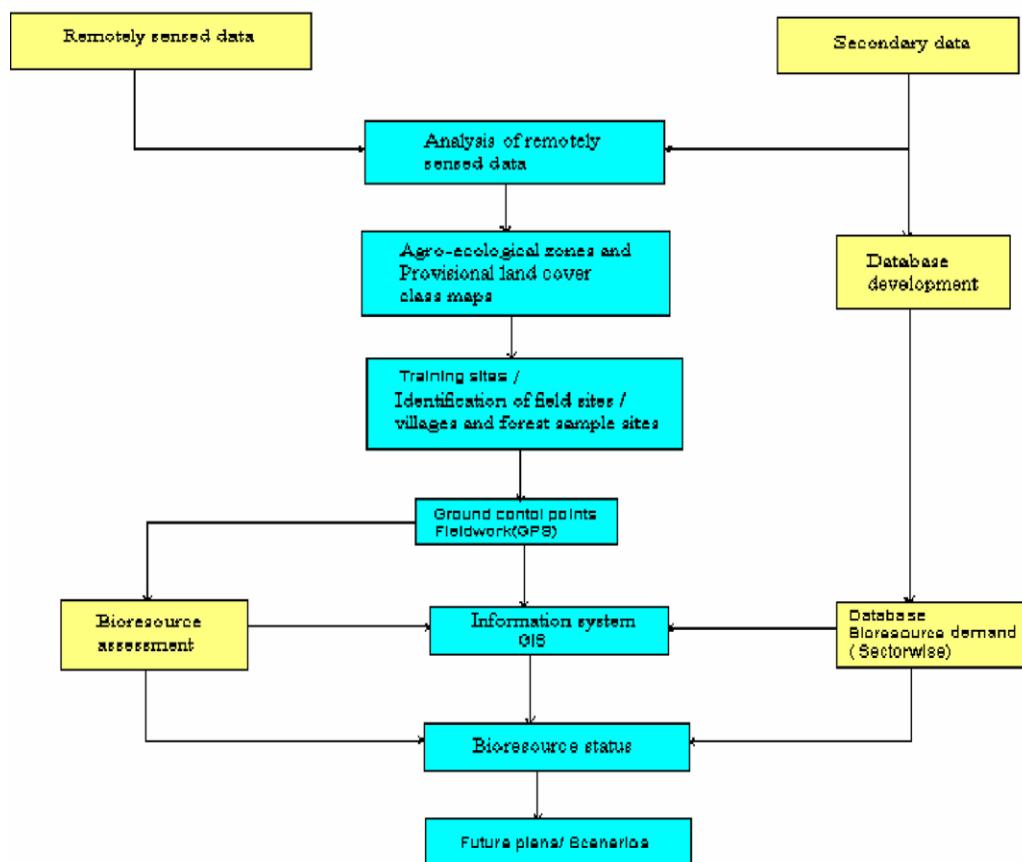 Remotely sensed data
Secondary data
Analysis of remotely
sensed data
Agro-ecological zones and
Provisional land cover
class maps
Database
development
Training sites /
Identification of field sites /
villages and forest sample sites
Ground contol points
Fieldwork(GPS)
Bioresource
assessment
Information system
GIS
Database
Bioresource demand
( Sectorwise)
Bioresource status
Future plans/ Scenarios